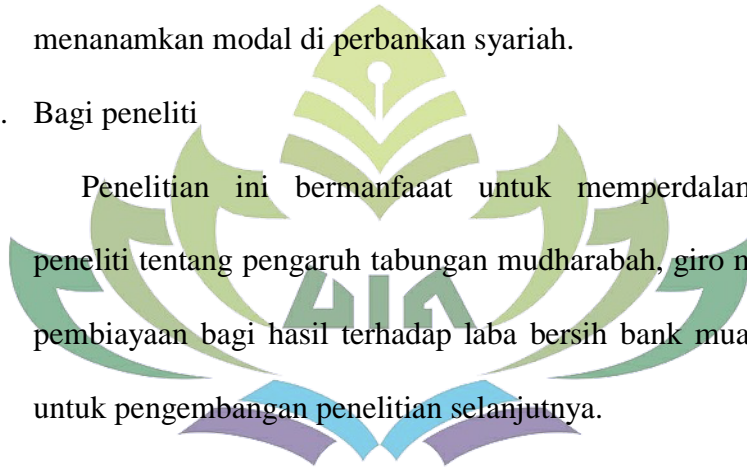 menanamkan modal di perbankan syariah.
. Bagi peneliti
Penelitian ini bermanfaaat untuk memperdalam
peneliti tentang pengaruh tabungan mudharabah, giro
pembiayaan bagi hasil terhadap laba bersih bank
untuk pengembangan penelitian selanjutnya.